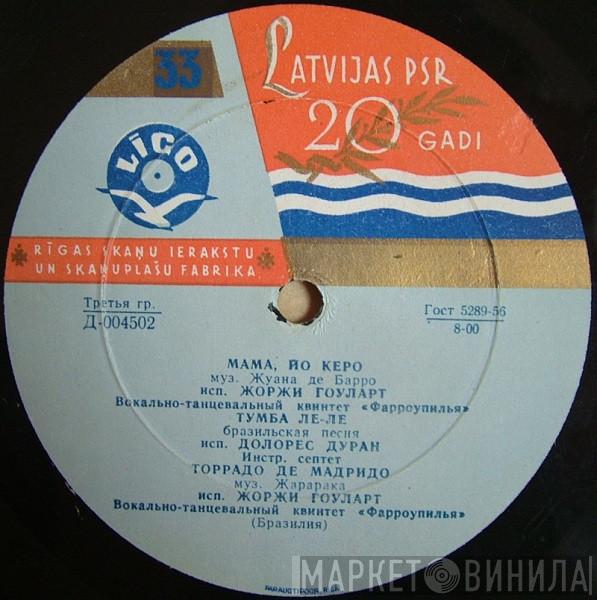 33
LATVIJAS PSR
20 GADI
LĪGO
RĪGAS SKAŅU IERAKSTU
UN SKAŅUPLAŠU FABRIKA
Третья гр.
Д-004502
Гост 5289-56
8-00
МАМА, ЙО КЕРО
муз. Жуана де Барро
исп. ЖОРЖИ ГОУЛАРТ
Вокально-танцевальный квинтет «Фарроупилья»
ТУМБА ЛЕ-ЛЕ
бразильская песня
исп. ДОЛОРЕС ДУРАН
Инстр. септет
ТОРРАДО ДЕ МАДРИДО
муз. Жарарака
исп. ЖОРЖИ ГОУЛАРТ
Вокально-танцевальный квинтет «Фарроупилья»
(Бразилия)
МАРКЕТ ВИНИЛА